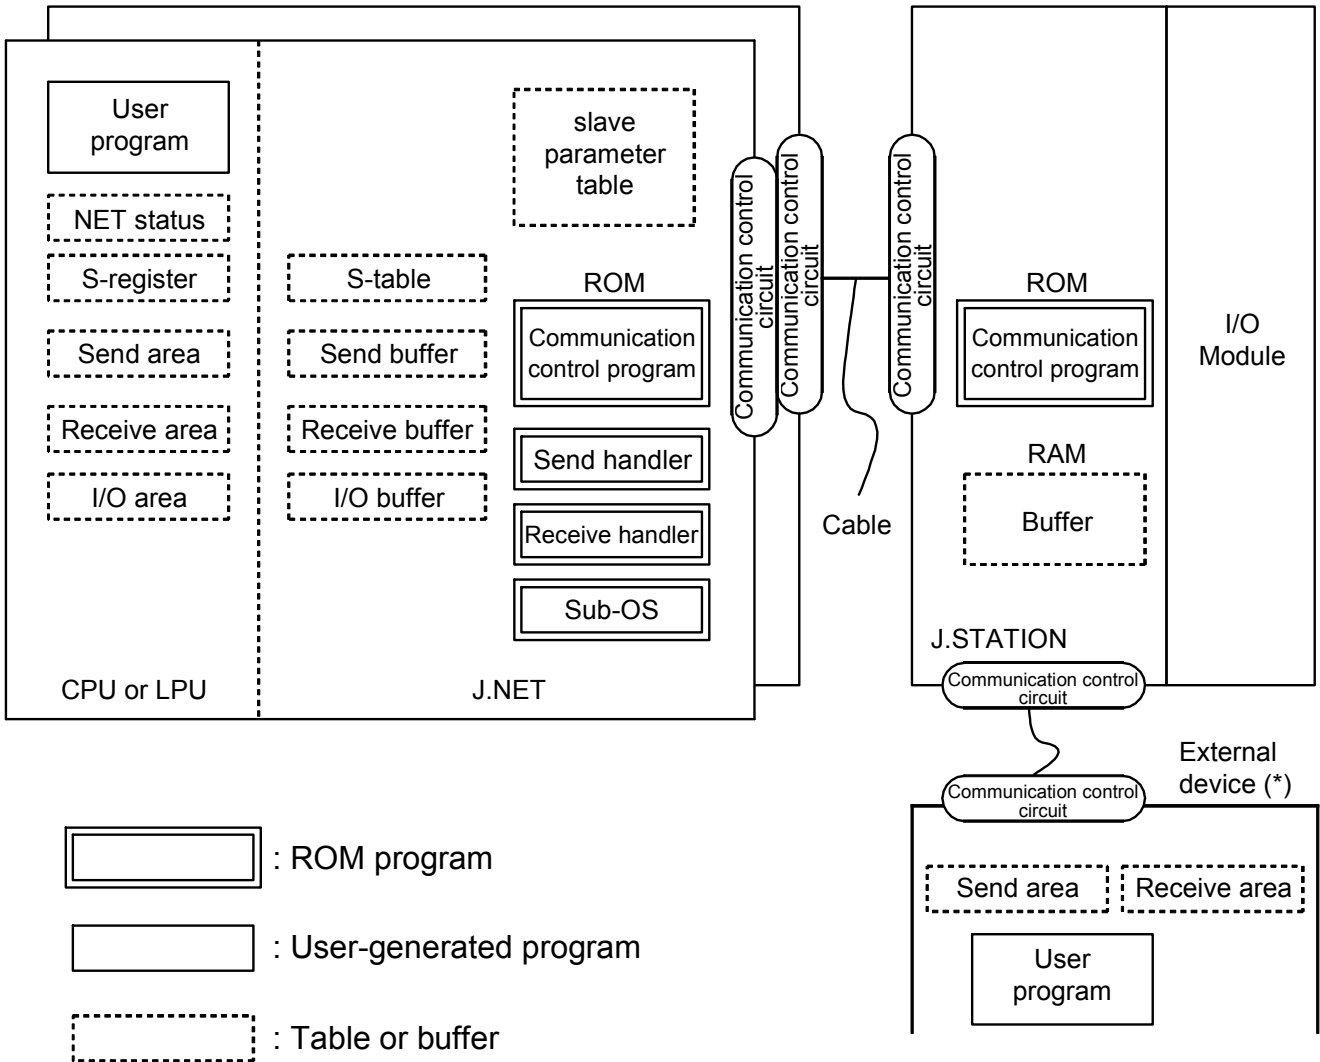 User
program
NET status
S-register
Send area
Receive area
I/O area
CPU or LPU
S-table
Send buffer
Receive buffer
I/O buffer
slave
parameter
table
ROM
Communication
control program
Send handler
Receive handler
Sub-OS
J.NET
Communication control
circuit
Communication control
circuit
Cable
Communication control
circuit
ROM
Communication
control program
RAM
Buffer
J.STATION
I/O
Module
Communication control
circuit
Communication control
circuit
External
device (*)
Send area
Receive area
User
program
: ROM program
: User-generated program
: Table or buffer